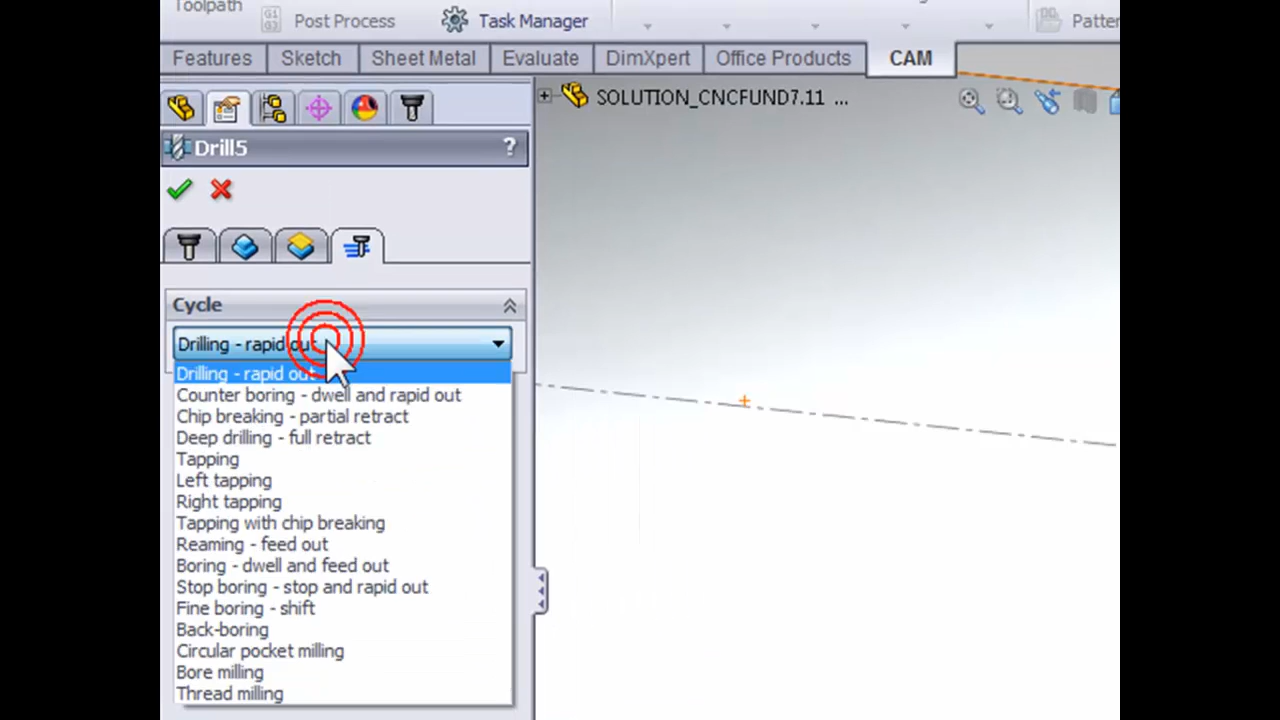 Toolpath
Post Process
Task Manager
Features
Sketch
Sheet Metal
Evaluate
DimXpert
Office Products
CAM
SOLUTION_CNCFUND7.11 ...
Drill5
?
Cycle
Drilling - rapid out
Drilling - rapid out
Counter boring - dwell and rapid out
Chip breaking - partial retract
Deep drilling - full retract
Tapping
Left tapping
Right tapping
Tapping with chip breaking
Reaming - feed out
Boring - dwell and feed out
Stop boring - stop and rapid out
Fine boring - shift
Back-boring
Circular pocket milling
Bore milling
Thread milling